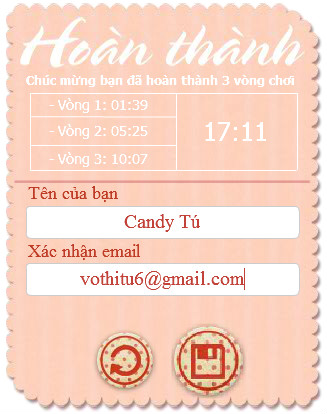 Hoàn thành
Chúc mừng bạn đã hoàn thành 3 vòng chơi
- Vòng 1: 01:39
- Vòng 2: 05:25
- Vòng 3: 10:07
17:11
Tên của bạn
Candy Tú
Xác nhận email
vothitu6@gmail.com